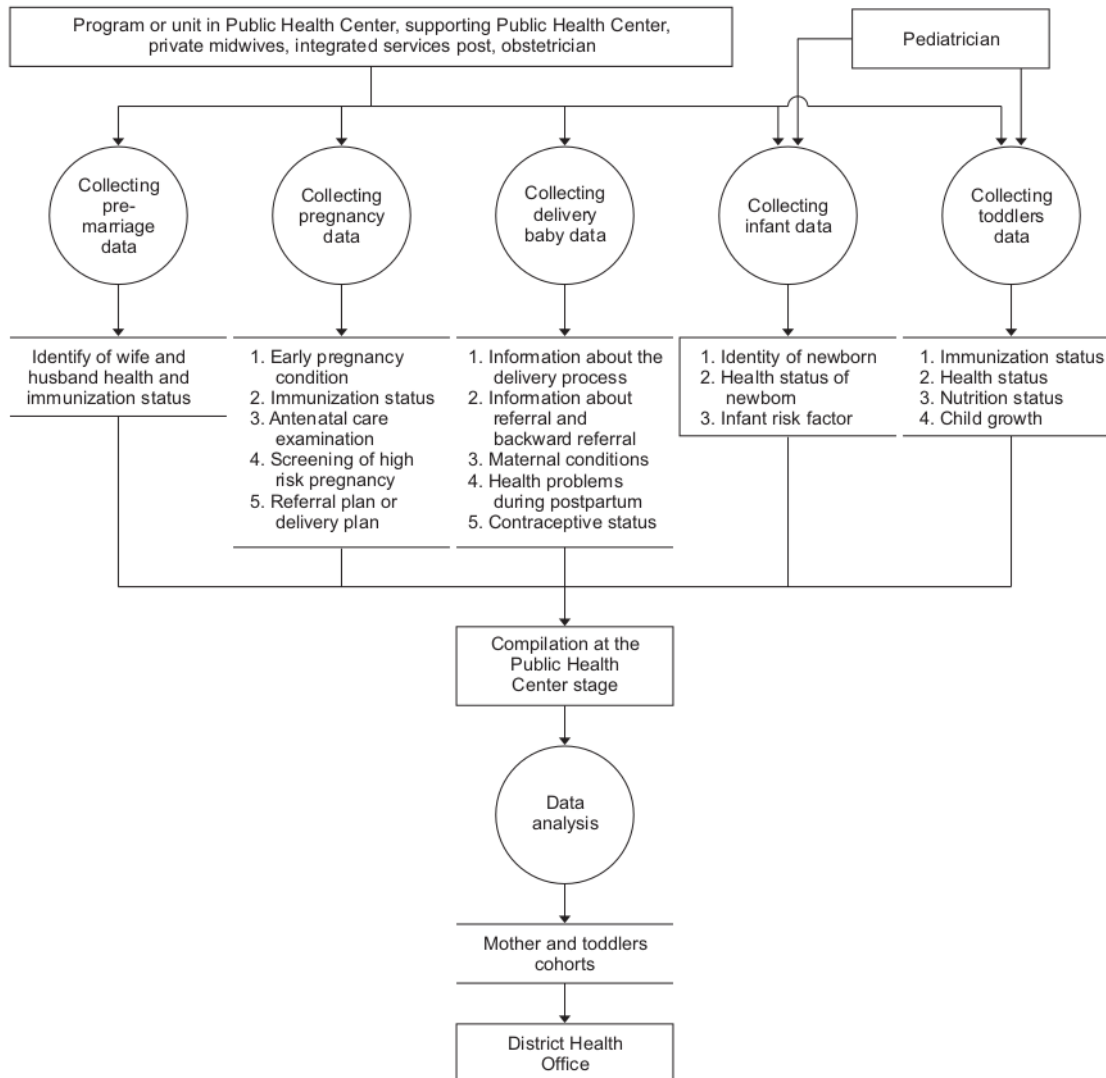 Program or unit in Public Health Center, supporting Public Health Center,
private midwives, integrated services post, obstetrician
Pediatrician
Collecting
pre-
marriage
data
Collecting
pregnancy
data
Collecting
delivery
baby data
Collecting
infant data
Collecting
toddlers
data
Identify of wife and
husband health and
immunization status
1. Early pregnancy
condition
2. Immunization status
3. Antenatal care
examination
4. Screening of high
risk pregnancy
5. Referral plan or
delivery plan
1. Information about the
delivery process
2. Information about
referral and
backward referral
3. Maternal conditions
4. Health problems
during postpartum
5. Contraceptive status
1. Identity of newborn
2. Health status of
newborn
3. Infant risk factor
1. Immunization status
2. Health status
3. Nutrition status
4. Child growth
Compilation at the
Public Health
Center stage
Data
analysis
Mother and toddlers
cohorts
District Health
Office